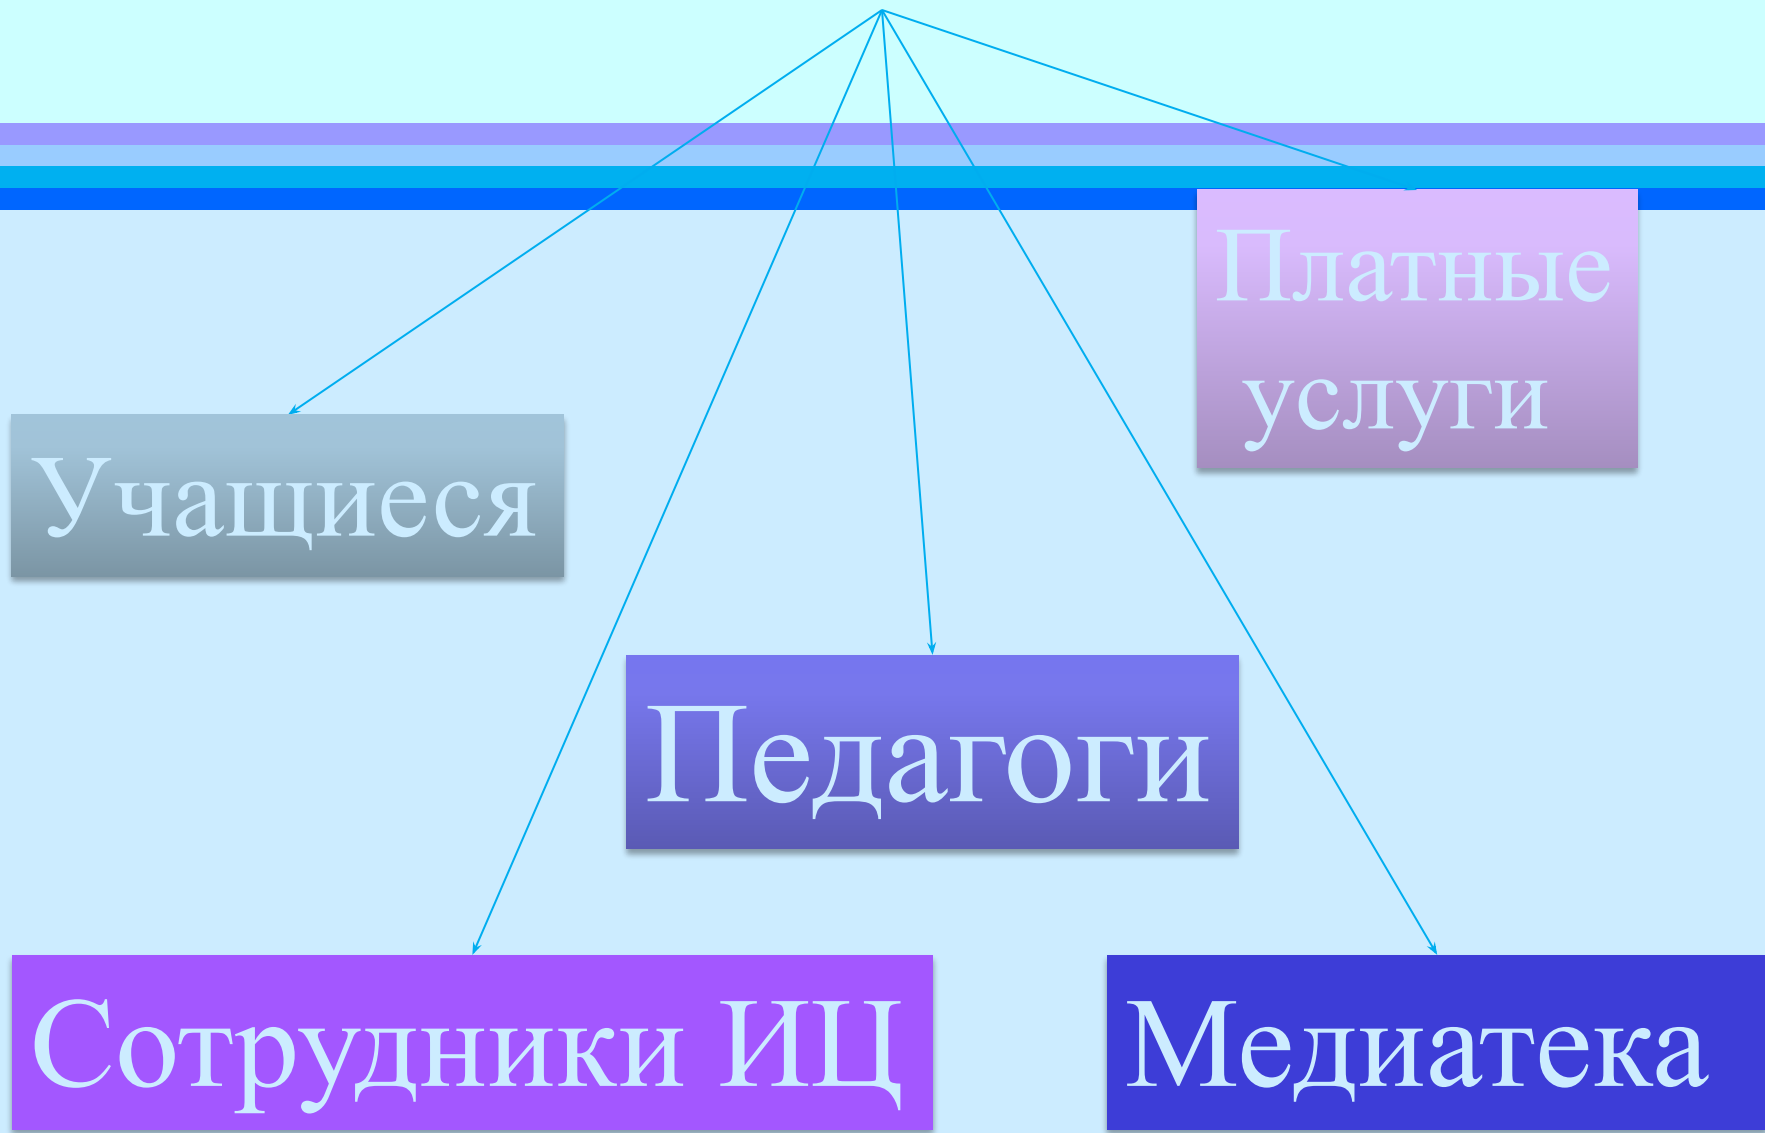 Платные
услуги
Учащиеся
Педагоги
Сотрудники ИЦ
Медиатека